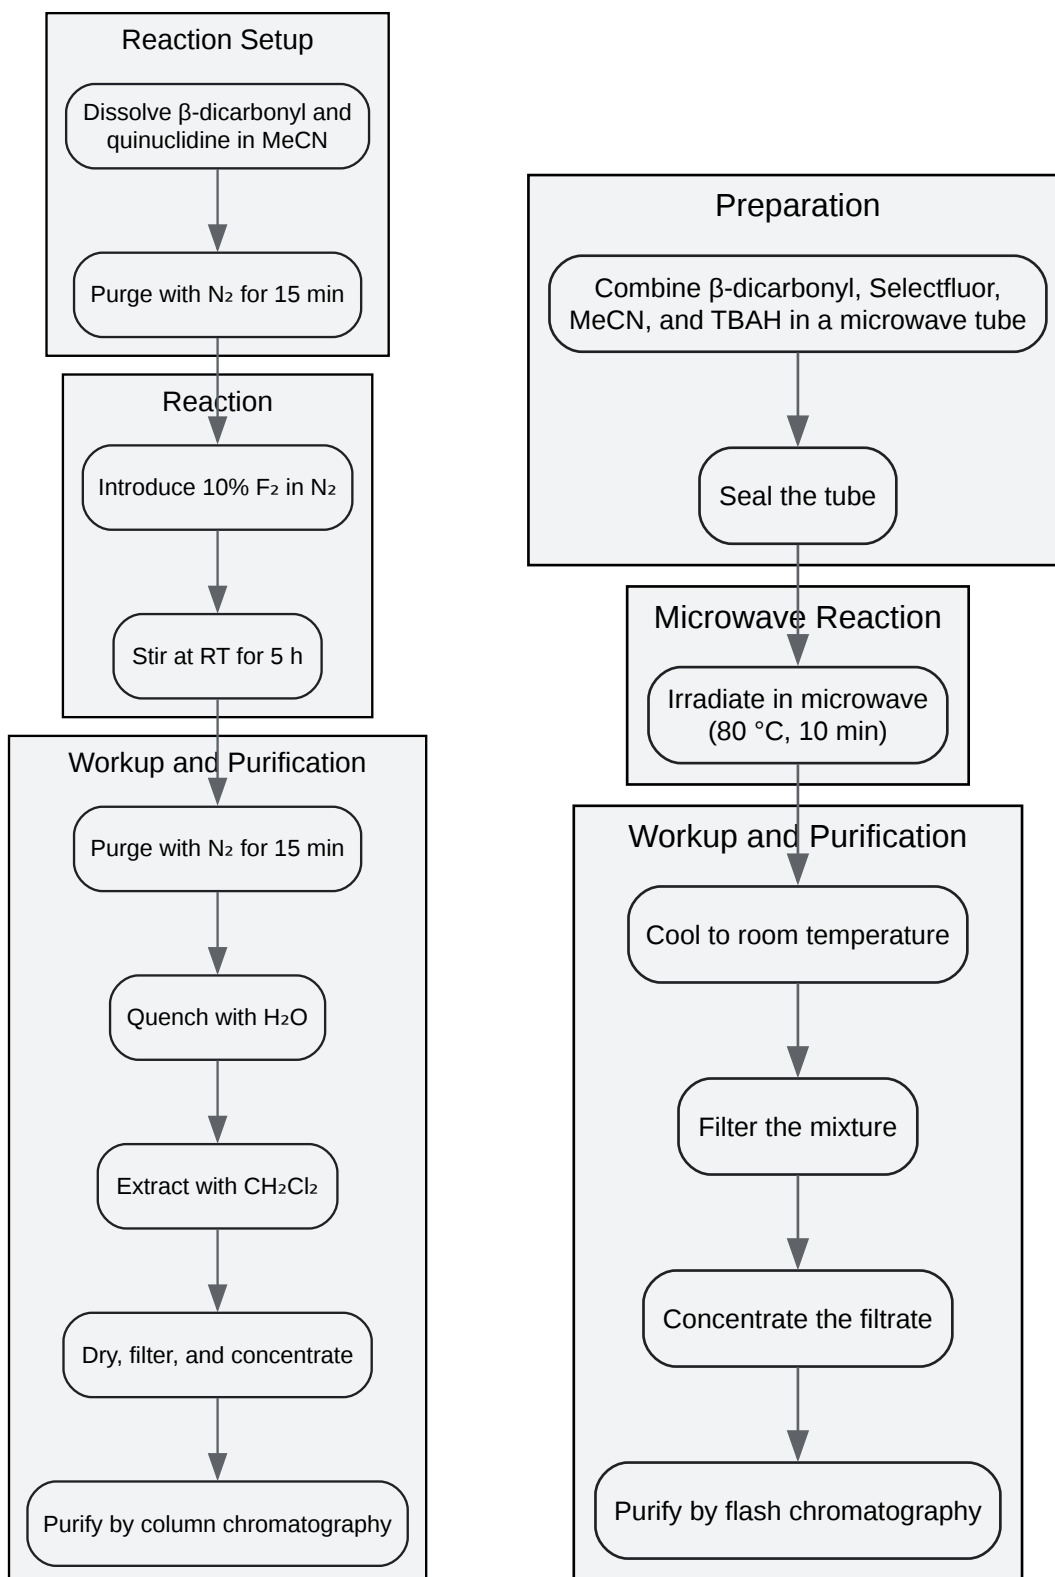 Reaction Setup
Dissolve β-dicarbonyl and
quinuclidine in MeCN
Purge with N₂ for 15 min
Reaction
Introduce 10% F₂ in N₂
Stir at RT for 5 h
Workup and Purification
Purge with N₂ for 15 min
Quench with H₂O
Extract with CH₂Cl₂
Dry, filter, and concentrate
Purify by column chromatography
Preparation
Combine β-dicarbonyl, Selectfluor,
MeCN, and TBAH in a microwave tube
Seal the tube
Microwave Reaction
Irradiate in microwave
(80 °C, 10 min)
Workup and Purification
Cool to room temperature
Filter the mixture
Concentrate the filtrate
Purify by flash chromatography